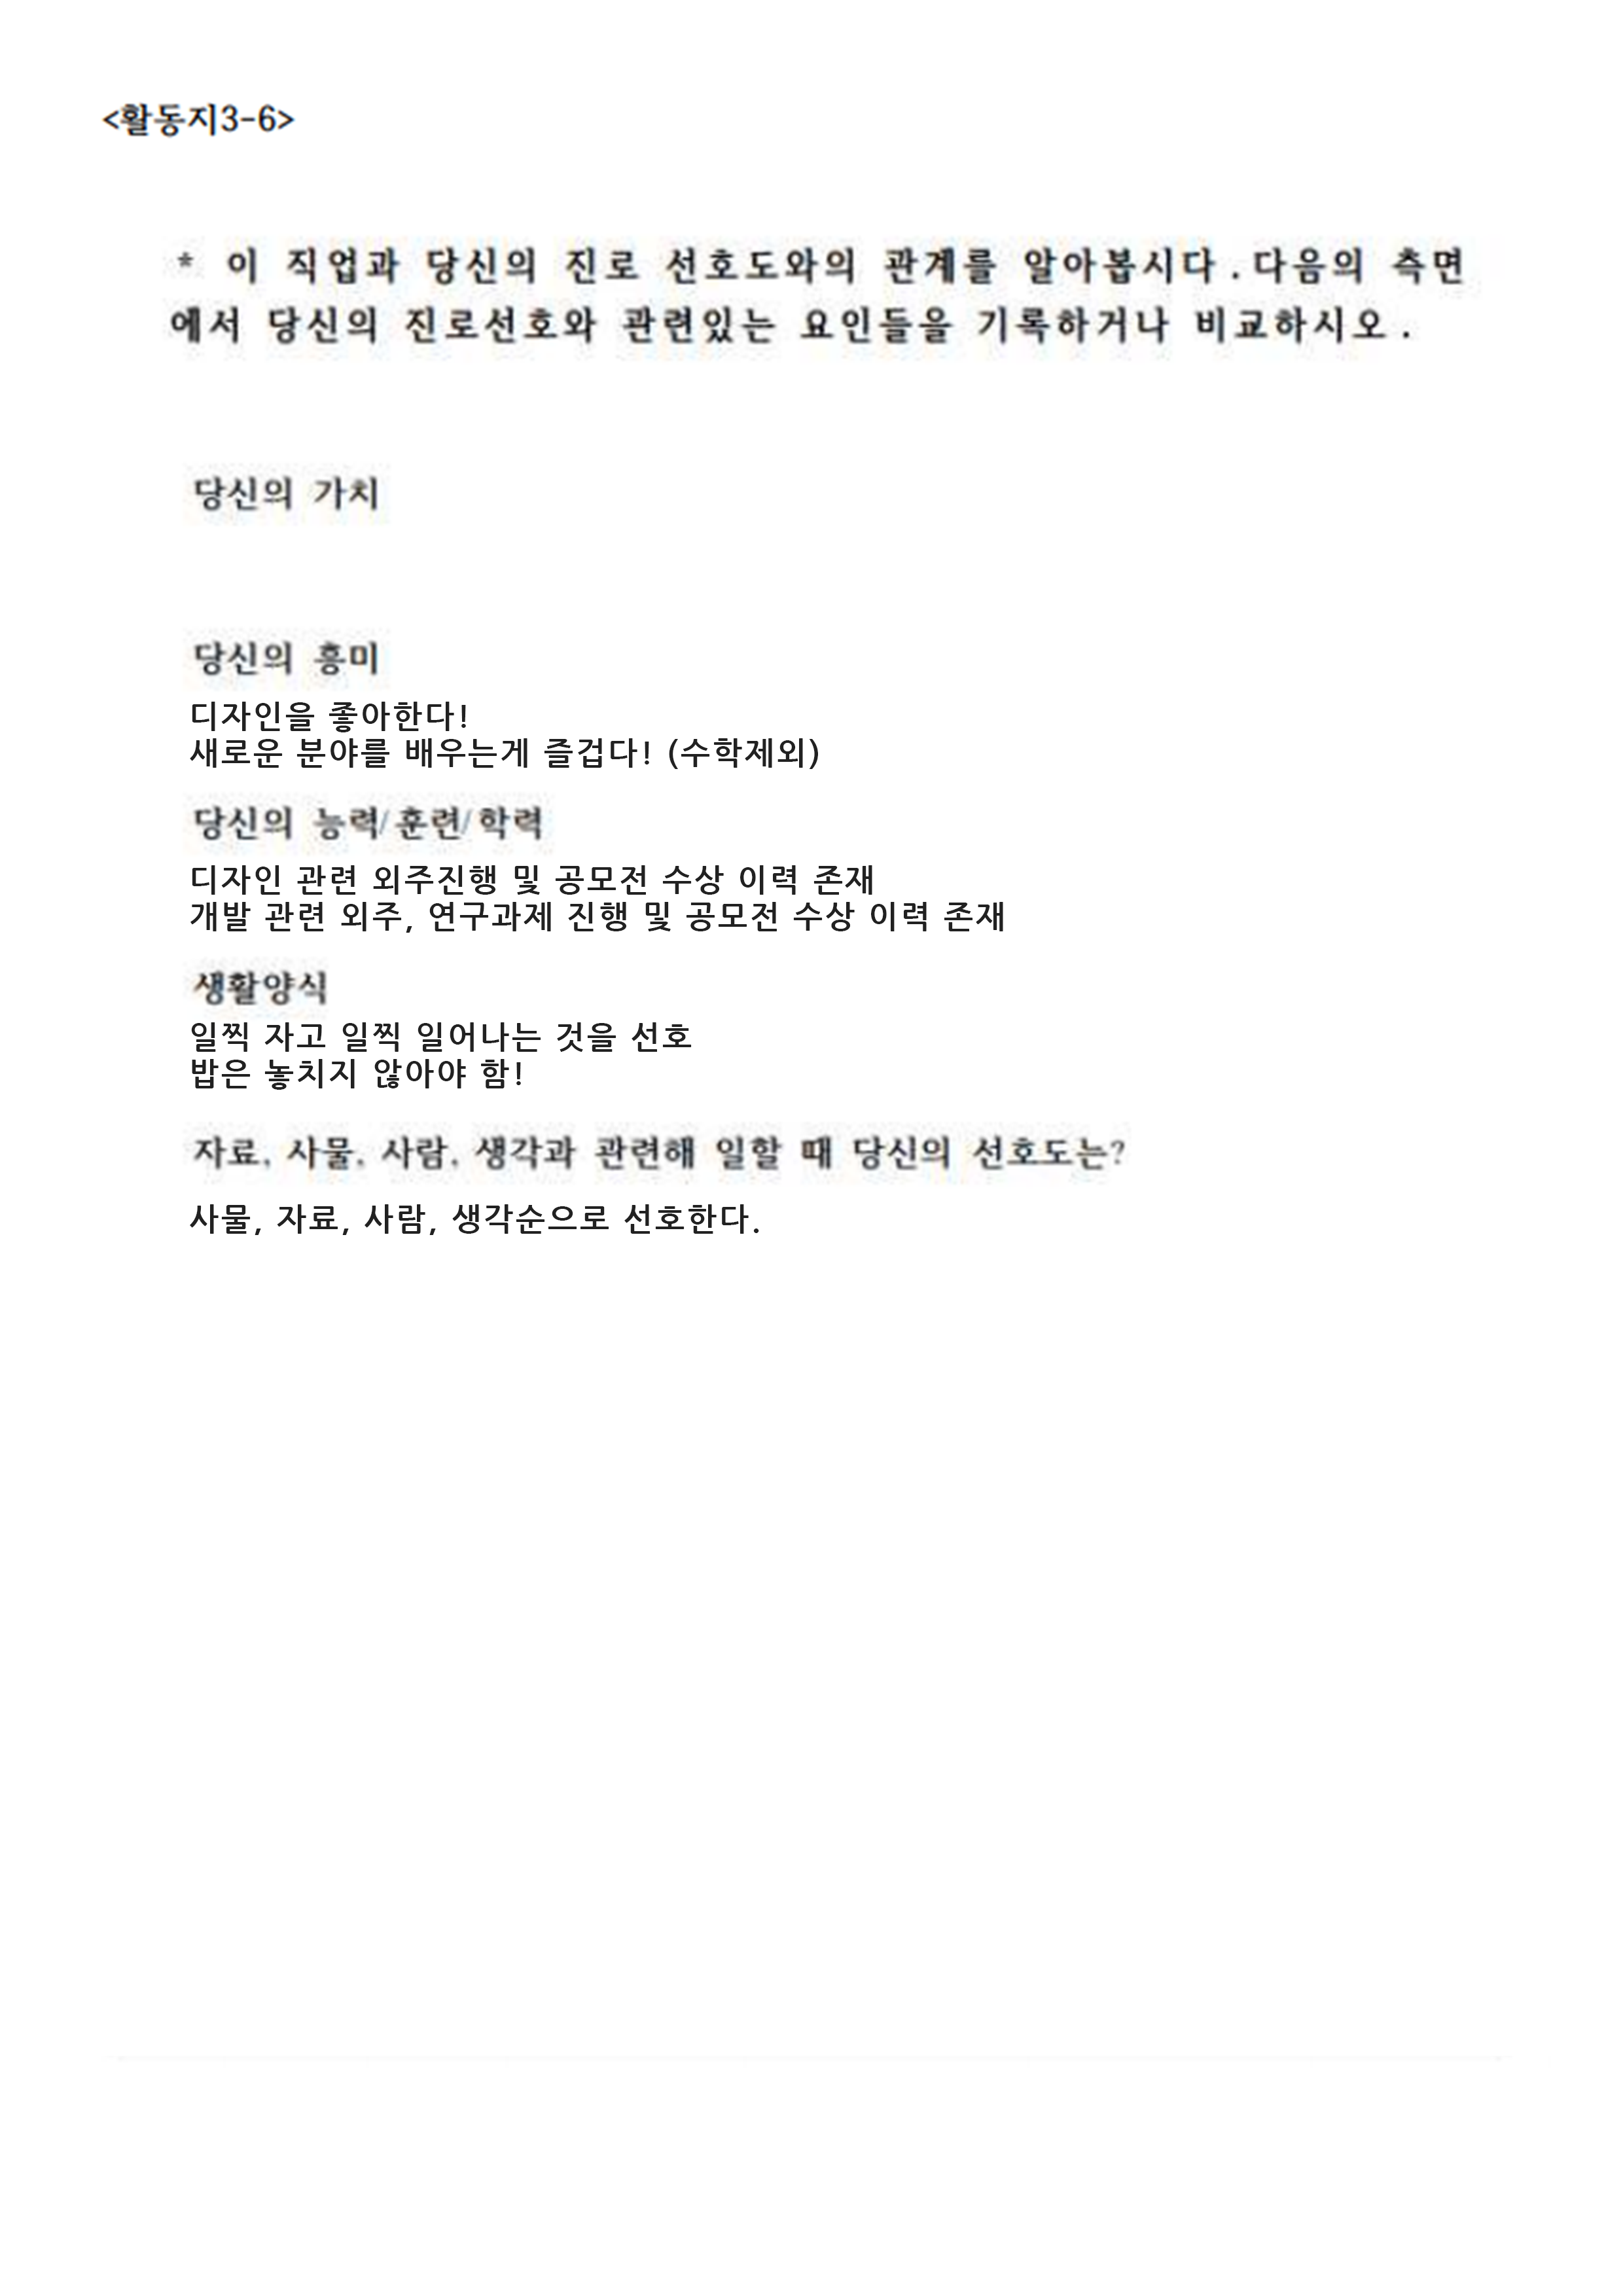 <활동지3-6>
* 이 직업과 당신의 진로 선호도와의 관계를 알아봅시다.다음의 측면
에서 당신의 진로선호와 관련있는 요인들을 기록하거나 비교하시오.
당신의 가치
당신의 흥미
디자인을 좋아한다!
새로운 분야를 배우는게 즐겁다! (수학제외)
당신의 능력/훈련/학력
디자인 관련 외주진행 및 공모전 수상 이력 존재
개발 관련 외주, 연구과제 진행 및 공모전 수상 이력 존재
생활양식
일찍 자고 일찍 일어나는 것을 선호
밥은 놓치지 않아야 함!
자료, 사물, 사람, 생각과 관련해 일할 때 당신의 선호도는?
사물, 자료, 사람, 생각순으로 선호한다.